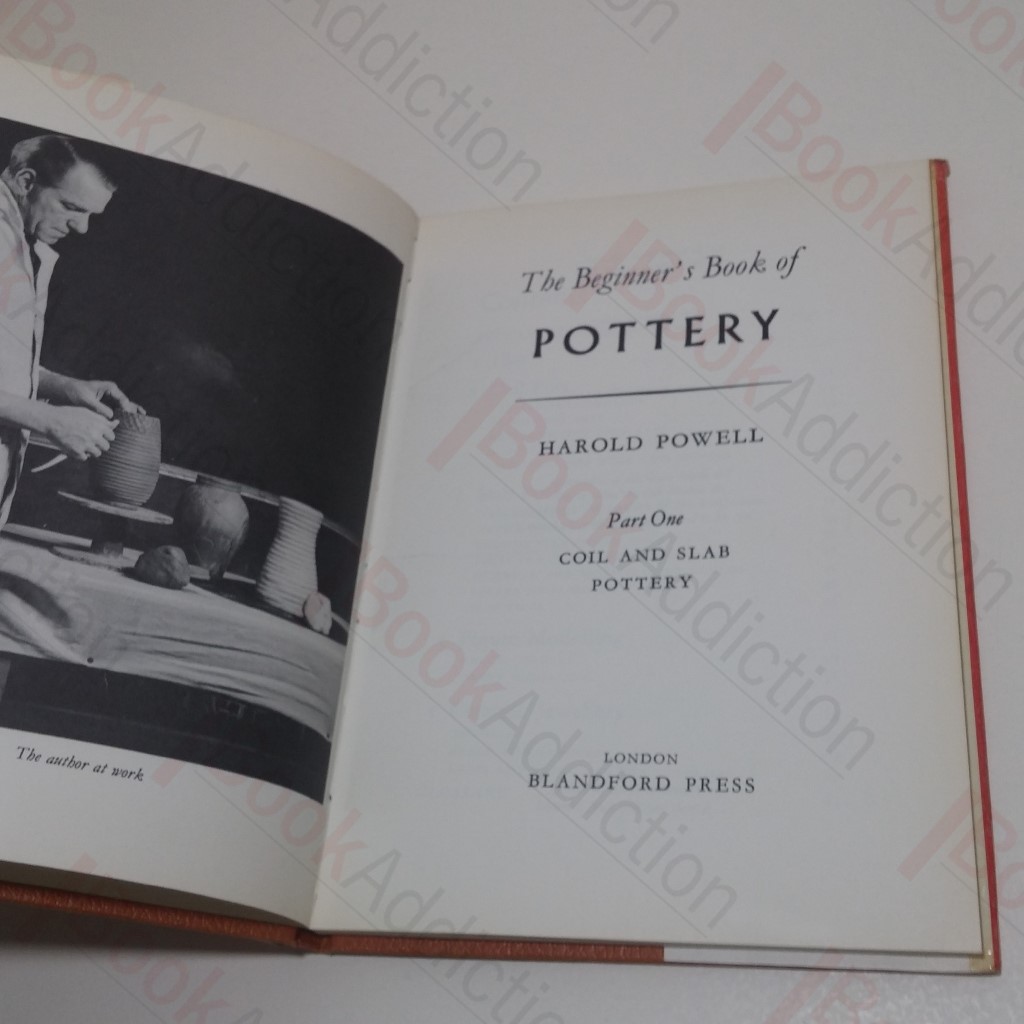 The author at work
The Beginner's Book of
POTTERY
HAROLD POWELL
Part One
COIL AND SLAB
POTTERY
LONDON
BLANDFORD PRESS
BookAddiction